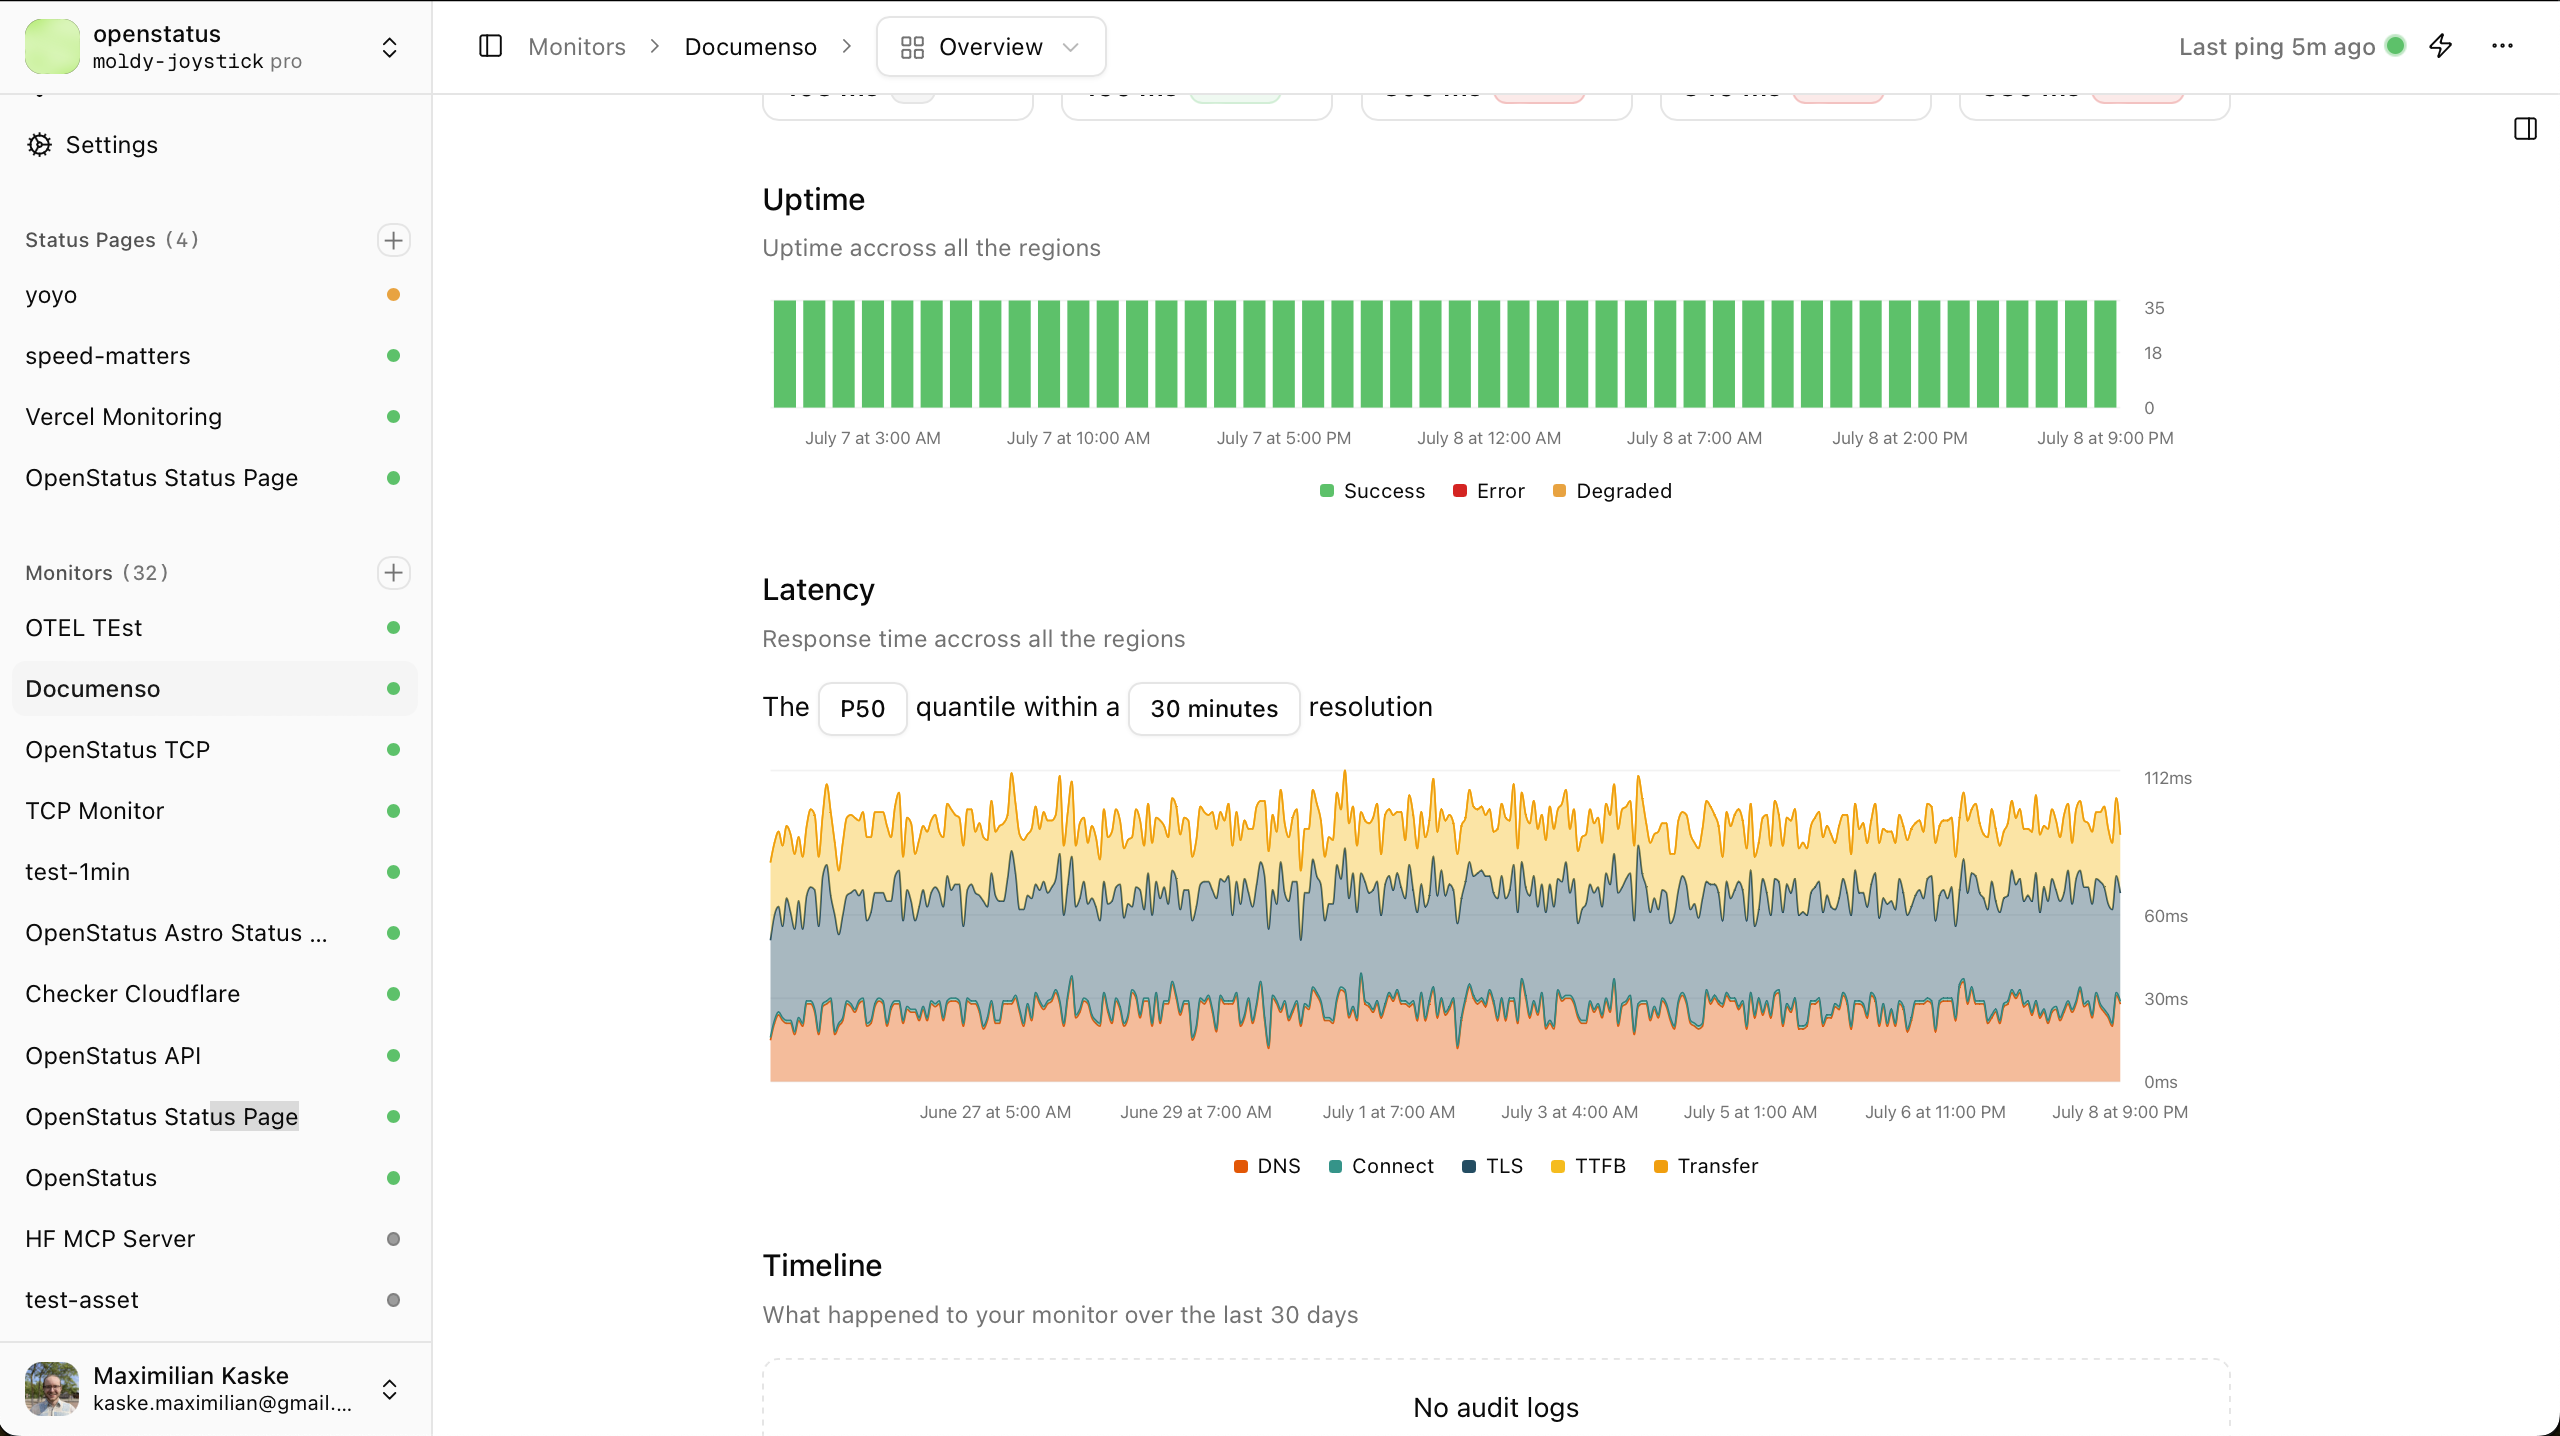 openstatus
moldy-joystick pro
Settings
Status Pages (4)
yoyo
speed-matters
Vercel Monitoring
OpenStatus Status Page
Monitors (32)
OTEL TEst
Documenso
OpenStatus TCP
TCP Monitor
test-1min
OpenStatus Astro Status ...
Checker Cloudflare
OpenStatus API
OpenStatus Status Page
OpenStatus
HF MCP Server
test-asset
Maximilian Kaske
kaske.maximilian@gmail....
Monitors > Documenso > Overview
Last ping 5m ago
Uptime
Uptime accross all the regions
35
18
0
July 7 at 3:00 AM July 7 at 10:00 AM July 7 at 5:00 PM July 8 at 12:00 AM July 8 at 7:00 AM July 8 at 2:00 PM July 8 at 9:00 PM
Success Error Degraded
Latency
Response time accross all the regions
The P50 quantile within a 30 minutes resolution
112ms
60ms
30ms
0ms
June 27 at 5:00 AM June 29 at 7:00 AM July 1 at 7:00 AM July 3 at 4:00 AM July 5 at 1:00 AM July 6 at 11:00 PM July 8 at 9:00 PM
DNS Connect TLS TTFB Transfer
Timeline
What happened to your monitor over the last 30 days
No audit logs